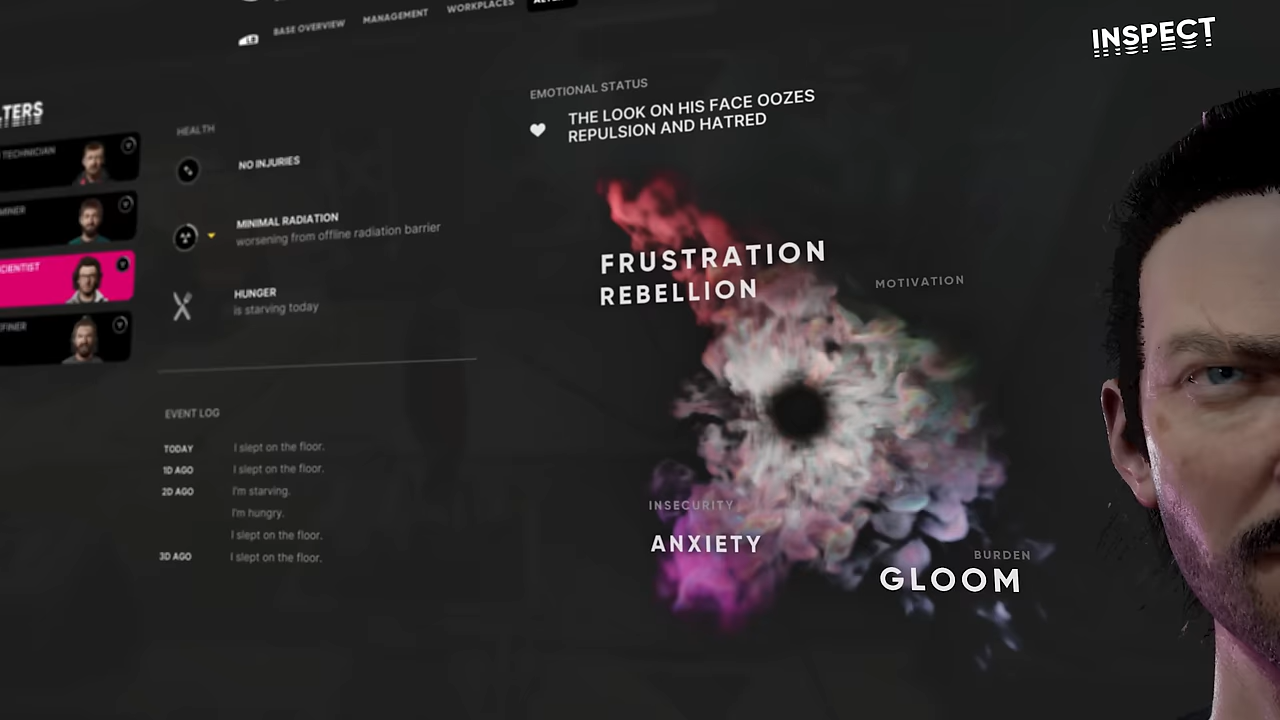 BASE OVERVIEW
MANAGEMENT
WORKPLACES
INSPECT
TERS
TECHNICIAN
MINER
SCIENTIST
REFINER
HEALTH
NO INJURIES
MINIMAL RADIATION
worsening from offline radiation barrier
HUNGER
is starving today
EVENT LOG
TODAY I slept on the floor.
1D AGO I slept on the floor.
2D AGO I'm starving.
I'm hungry.
I slept on the floor.
3D AGO I slept on the floor.
EMOTIONAL STATUS
THE LOOK ON HIS FACE OOZES
REPULSION AND HATRED
FRUSTRATION
REBELLION
MOTIVATION
INSECURITY
ANXIETY
BURDEN
GLOOM